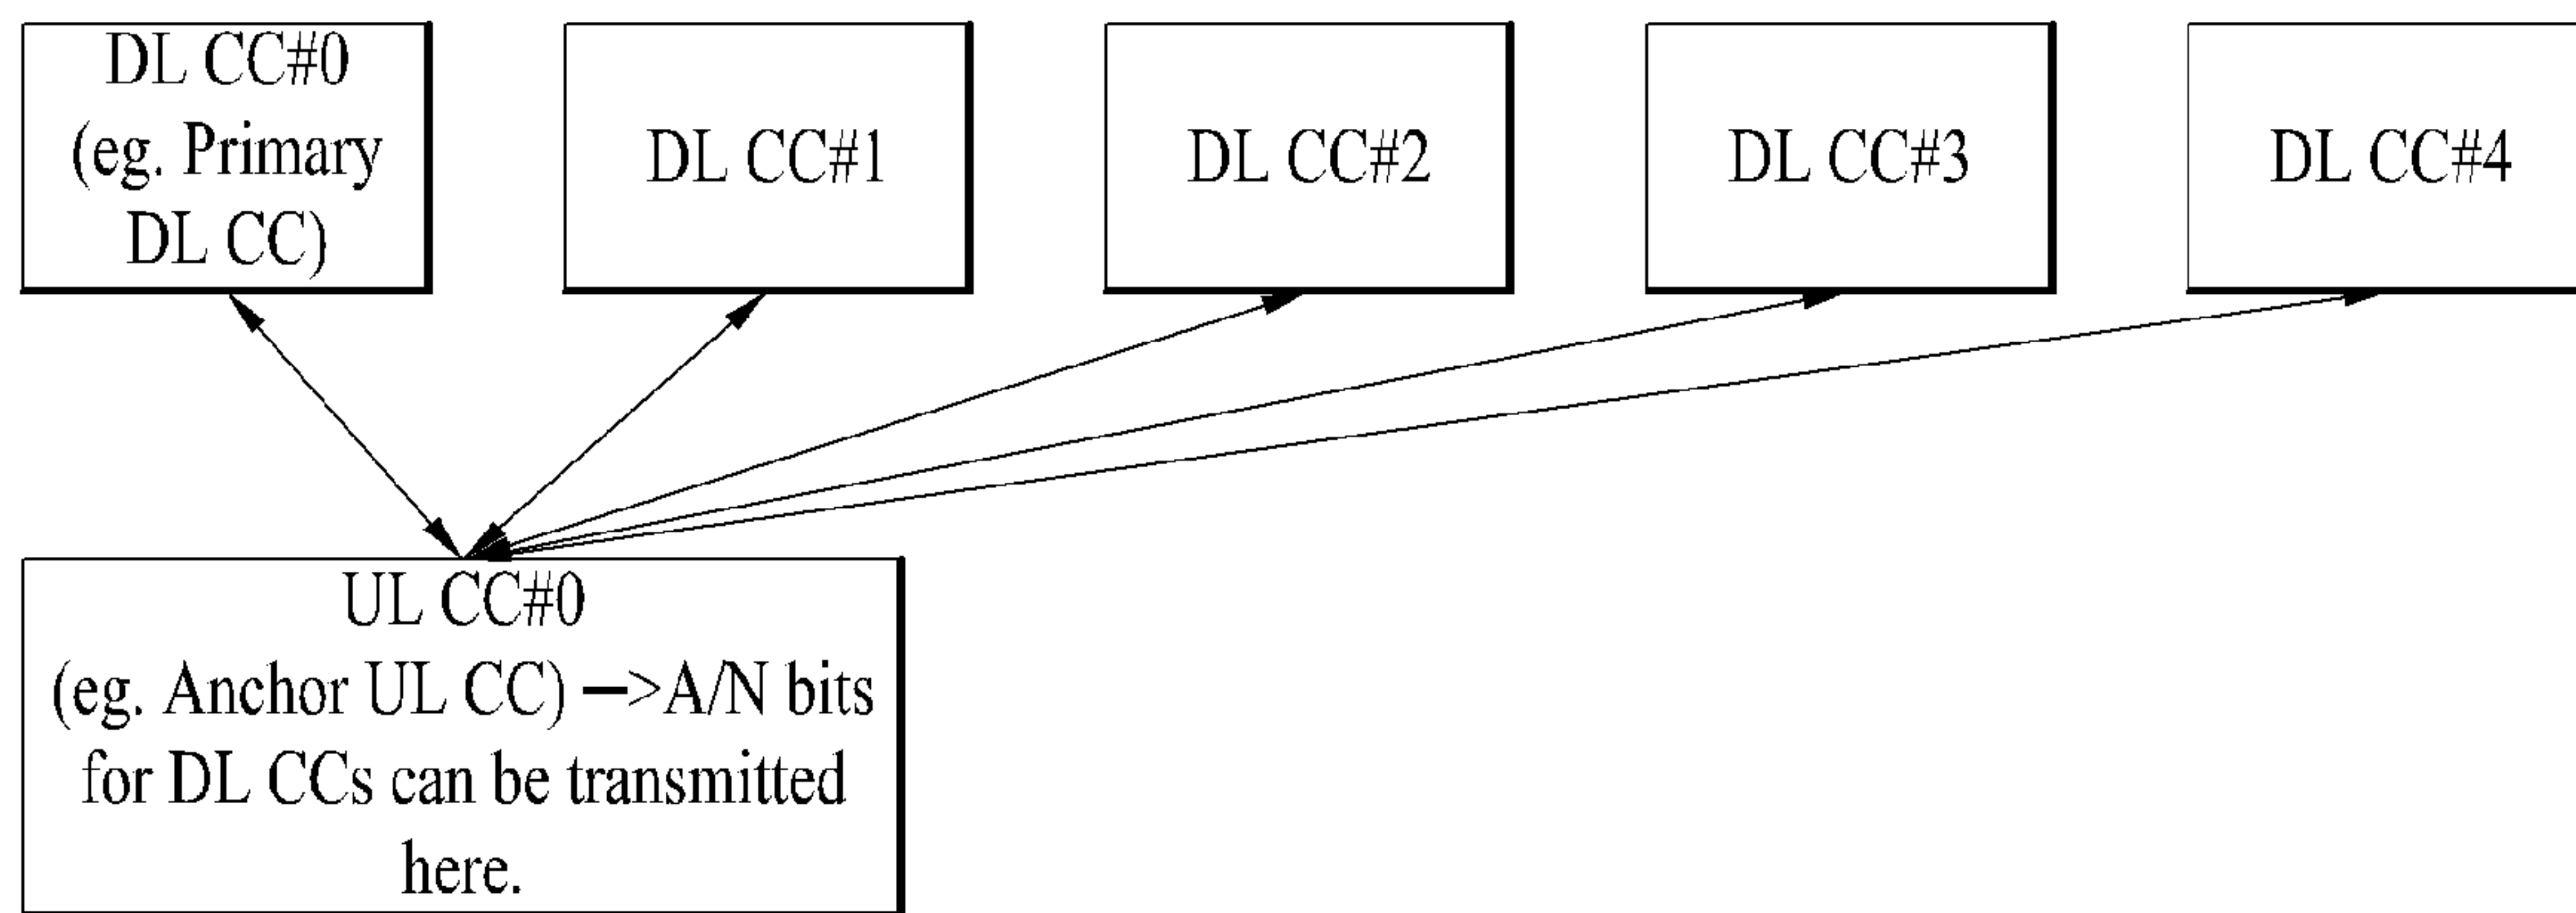 DL CC#0
(eg. Primary
DL CC)
DL CC#1
DL CC#2
DL CC#3
DL CC#4
UL CC#0
(eg. Anchor UL CC) —>A/N bits
for DL CCs can be transmitted
here.